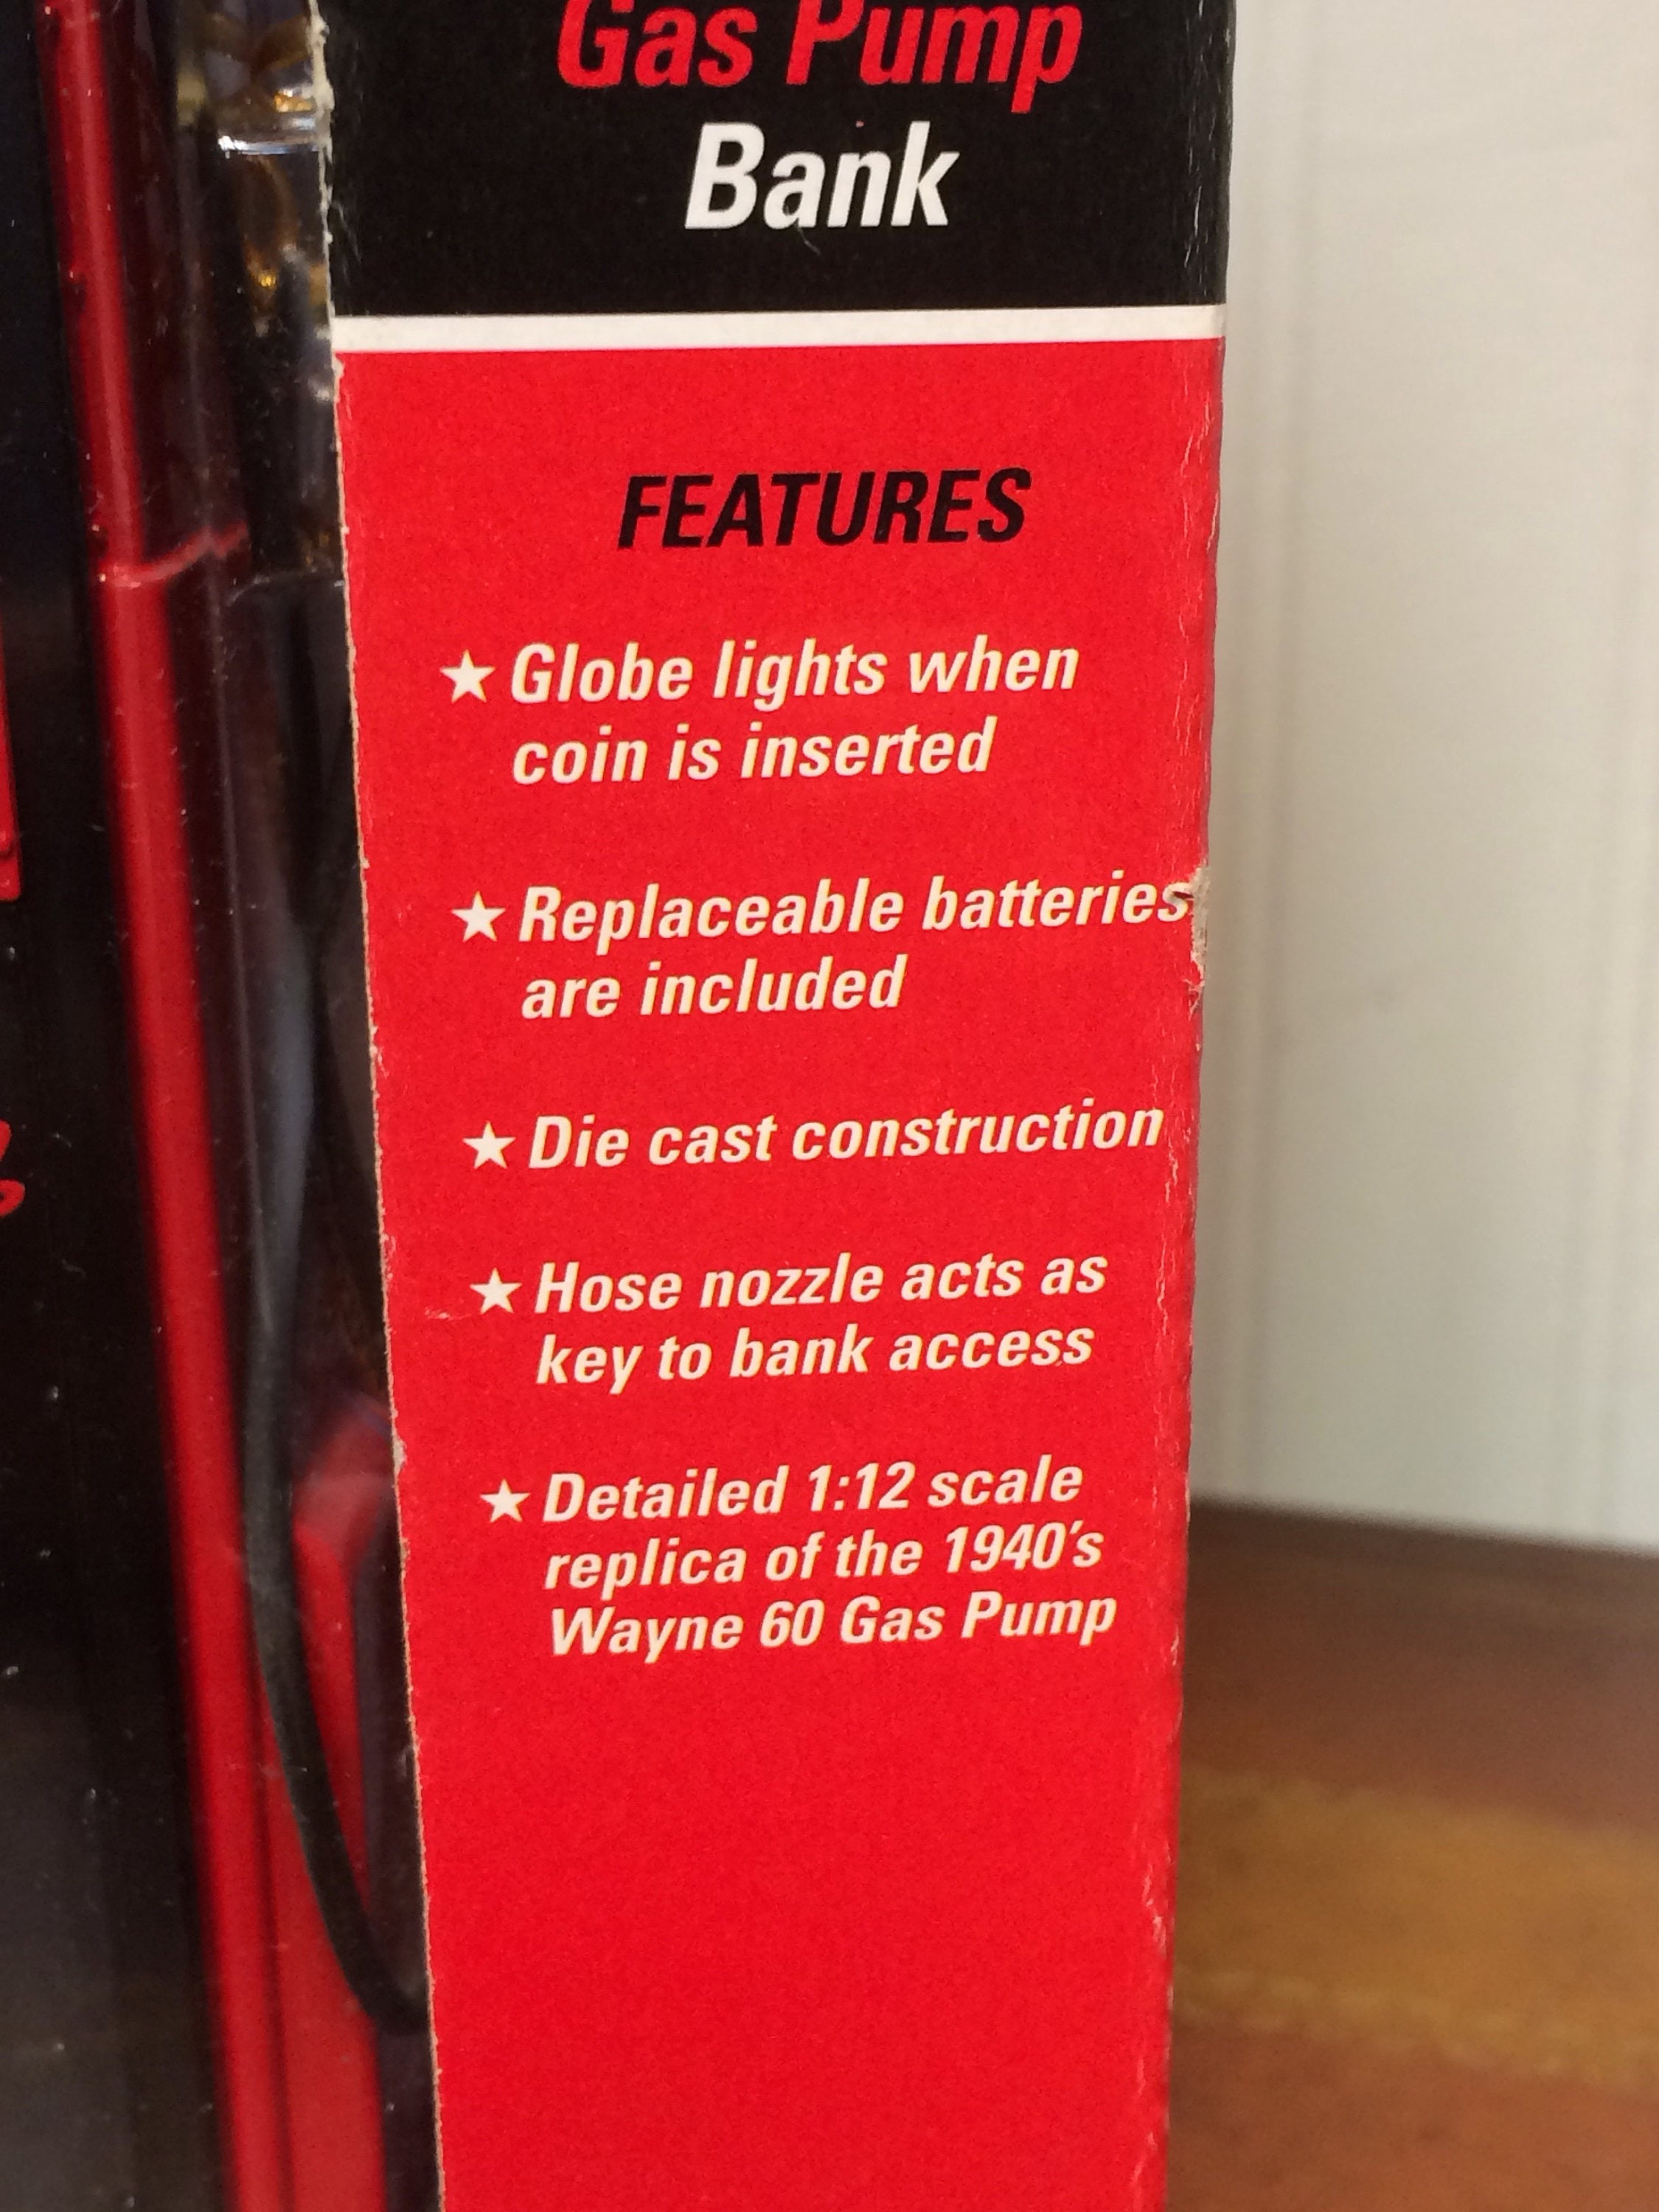 Gas Pump
Bank
FEATURES
★ Globe lights when
coin is inserted
★ Replaceable batteries
are included
★ Die cast construction
★ Hose nozzle acts as
key to bank access
★ Detailed 1:12 scale
replica of the 1940's
Wayne 60 Gas Pump